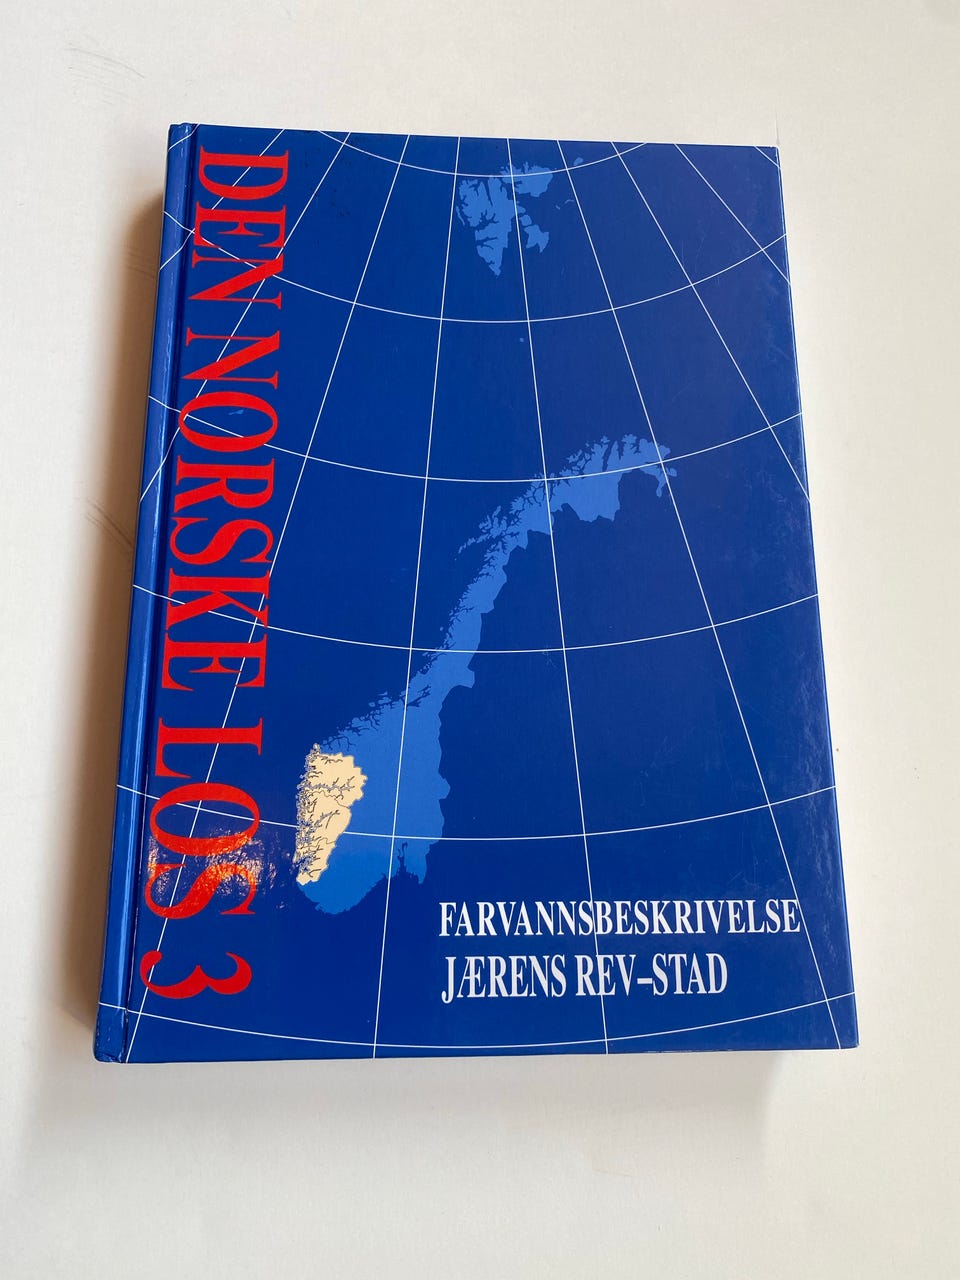 DEN NORSKE LOS 3
FARVANNSBESKRIVELSE
JÆRENS REV–STAD